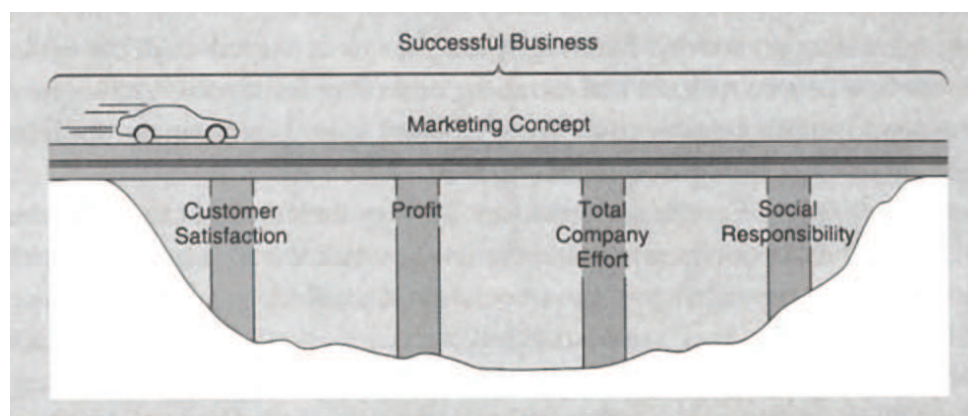 Successful Business
Marketing Concept
Customer
Satisfaction
Profit
Total
Company
Effort
Social
Responsibility